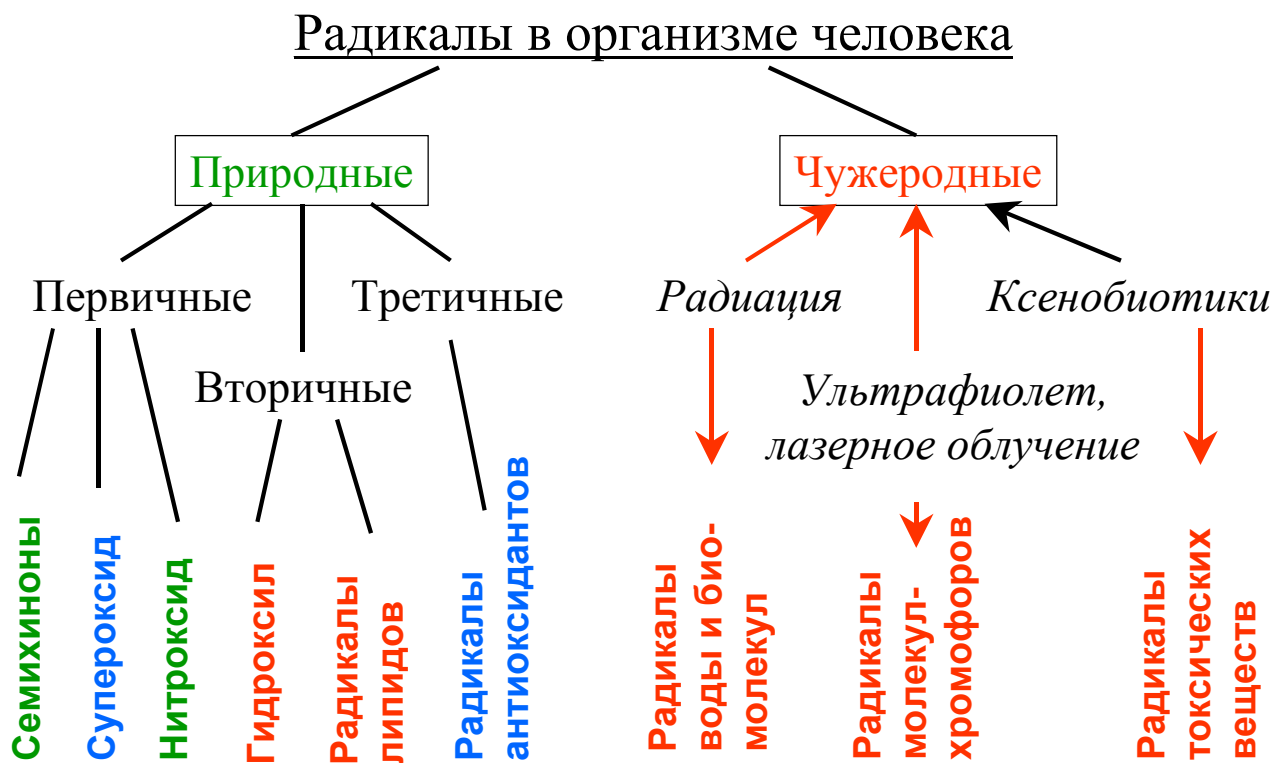 Радикалы в организме человека
Природные
Чужеродные
Первичные
Третичные
Радиация
Ксенобиотики
Вторичные
Ультрафиолет,
лазерное облучение
Семихиноны
Супероксид
Нитроксид
Гидроксил
Радикалы
липидов
Радикалы
антиоксидантов
Радикалы
воды и био-
молекул
Радикалы
молекул-
хромофоров
Радикалы
токсических
веществ